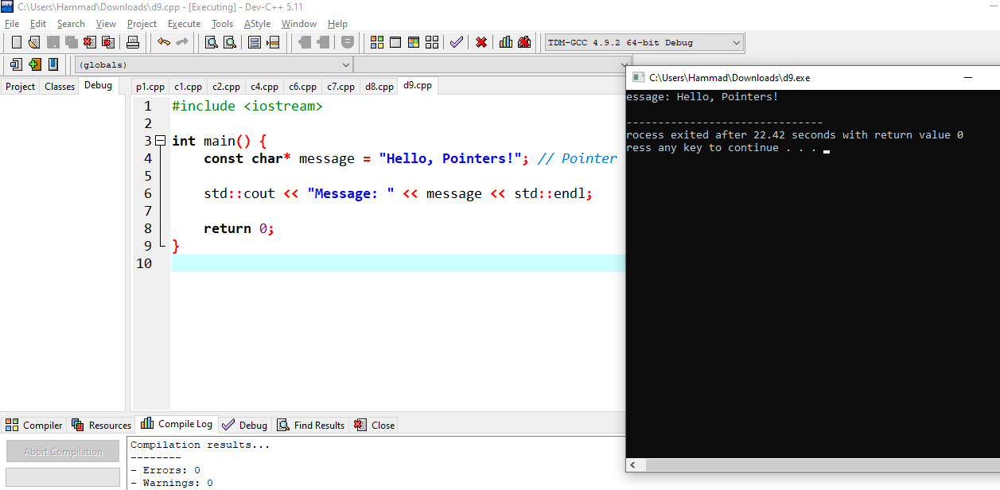 C:\Users\Hammad\Downloads\d9.cpp - [Executing] - Dev-C++ 5.11
File Edit Search View Project Execute Tools AStyle Window Help
TDM-GCC 4.9.2 64-bit Debug
(globals)
Project Classes Debug
p1.cpp c1.cpp c2.cpp c4.cpp c6.cpp c7.cpp d8.cpp d9.cpp
1 #include <iostream>
2
3 int main() {
4 const char* message = "Hello, Pointers!"; // Pointer
5
6 std::cout << "Message: " << message << std::endl;
7
8 return 0;
9 }
10
C:\Users\Hammad\Downloads\d9.exe
essage: Hello, Pointers!
-------------------------------
rocess exited after 22.42 seconds with return value 0
ress any key to continue . . .
Compiler Resources Compile Log Debug Find Results Close
Abort Compilation
Compilation results...
--------
- Errors: 0
- Warnings: 0